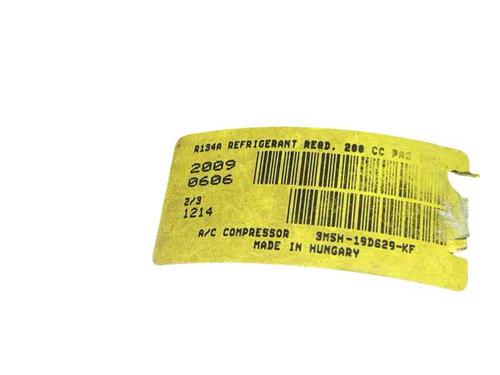 R134A REFRIGERANT REQD. 200 CC PAG
2009
0606
2/3
1214
A/C COMPRESSOR 3M5H-19D629-KF
MADE IN HUNGARY